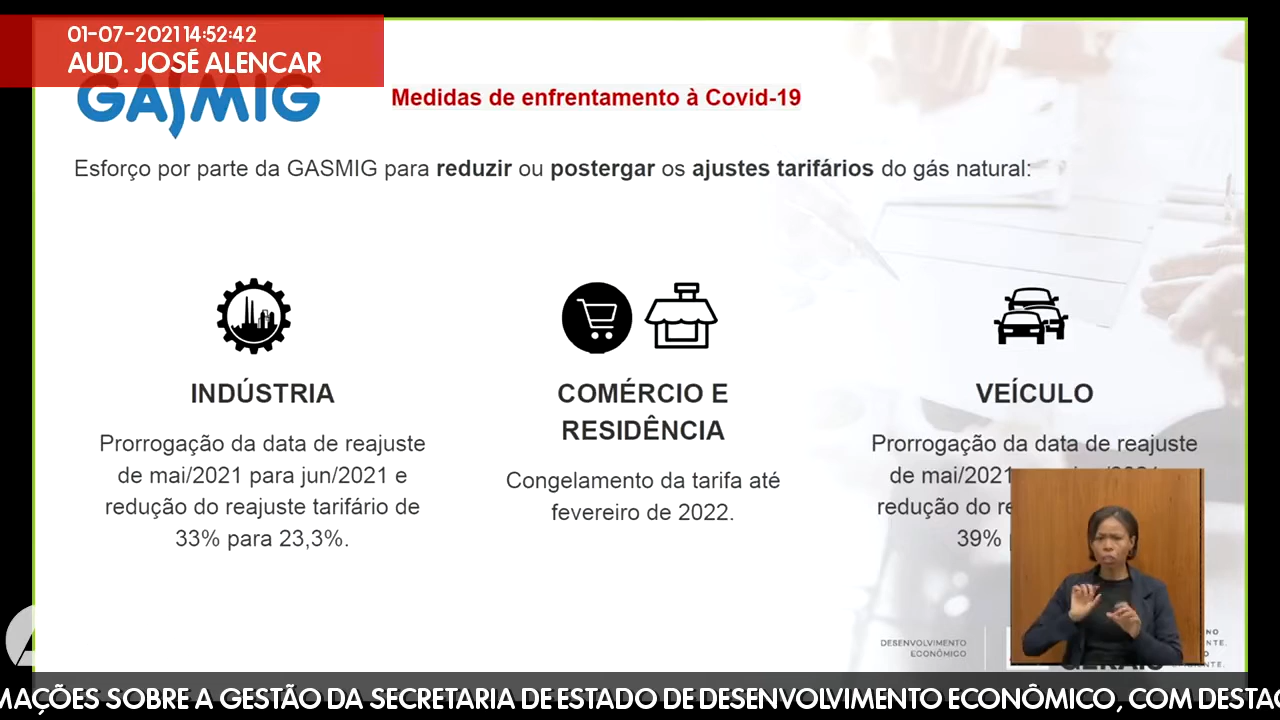 01-07-2021 14:52:42
AUD. JOSÉ ALENCAR
GASMIG
Medidas de enfrentamento à Covid-19
Esforço por parte da GASMIG para reduzir ou postergar os ajustes tarifários do gás natural:
INDÚSTRIA
Prorrogação da data de reajuste
de mai/2021 para jun/2021 e
redução do reajuste tarifário de
33% para 23,3%.
COMÉRCIO E
RESIDÊNCIA
Congelamento da tarifa até
fevereiro de 2022.
VEÍCULO
Prorrogação da data de reajuste
de mai/2021
redução do
39%
DESENVOLVIMENTO
ECONÔMICO
MAÇÕES SOBRE A GESTÃO DA SECRETARIA DE ESTADO DE DESENVOLVIMENTO ECONÔMICO, COM DESTAC